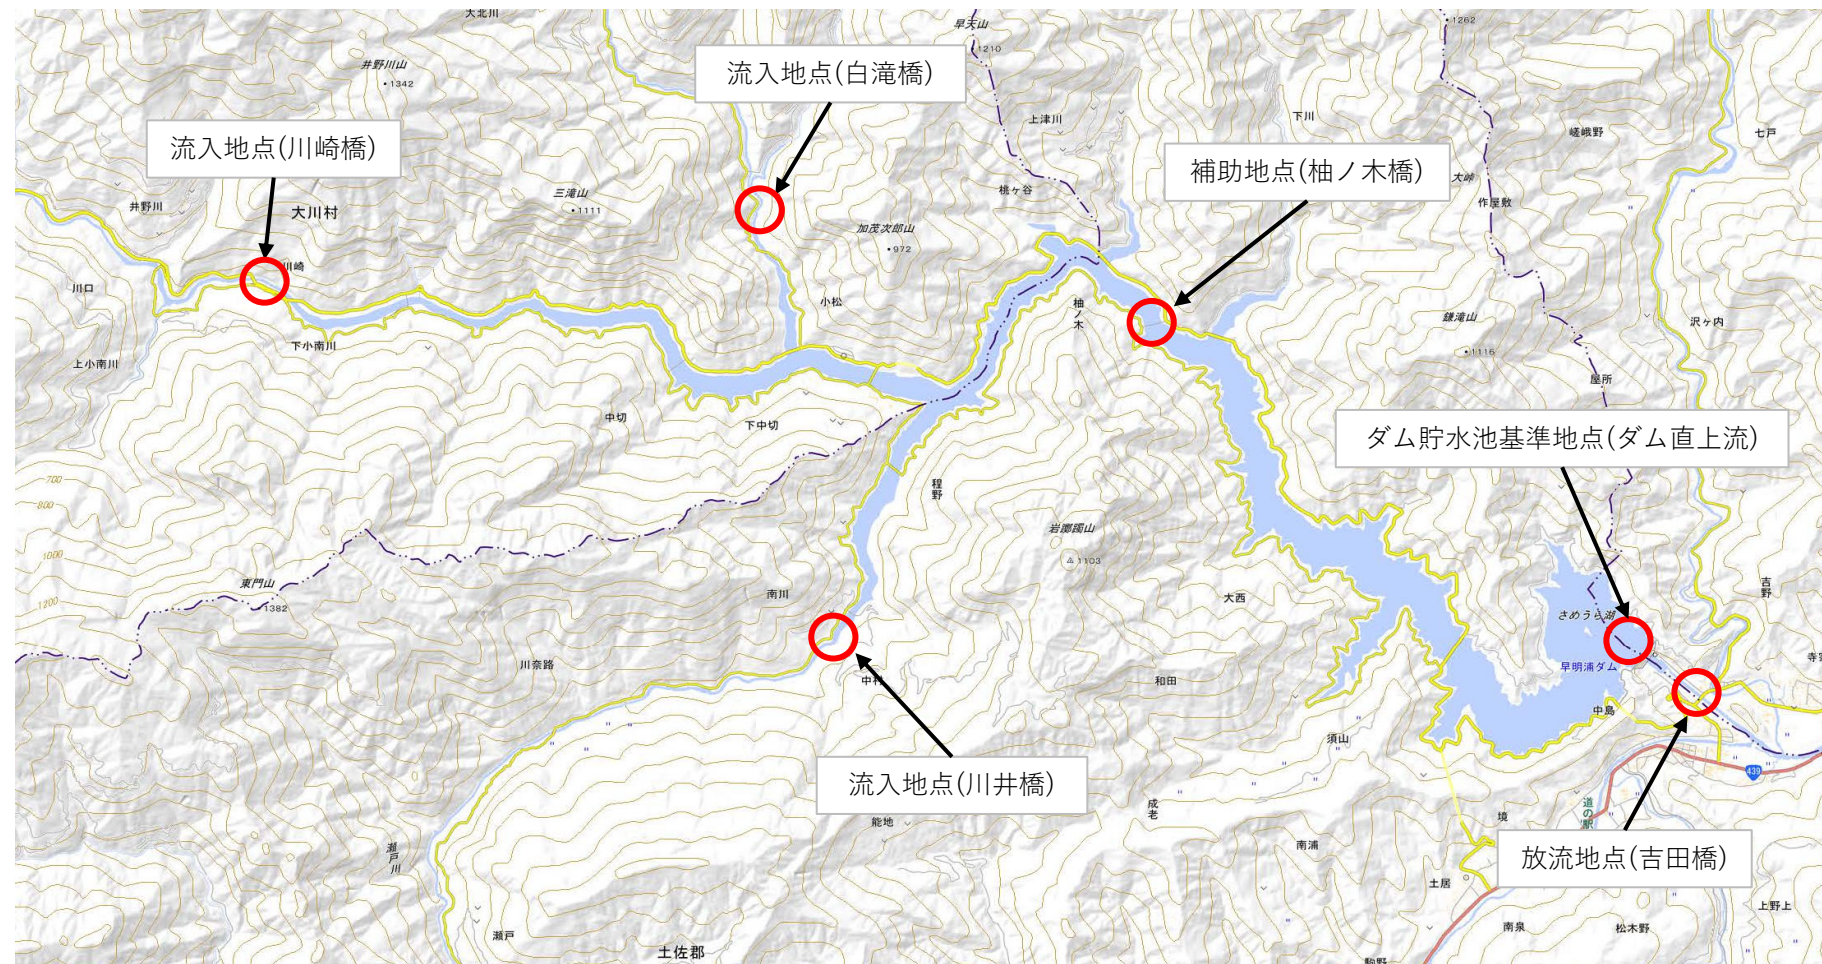 大北川
早天山
1210
1262
井野川山
1342
流入地点(白滝橋)
上津川
下川
嵯峨野
七戸
流入地点(川崎橋)
補助地点(柚ノ木橋)
大峠
三滝山
1111
桃ヶ谷
作屋敷
井野川
大川村
加茂次郎山
972
川崎
川口
小松
柚ノ木
鎌滝山
1116
沢ヶ内
下小南川
上小南川
屋所
中切
下中切
ダム貯水池基準地点(ダム直上流)
700
800
程野
岩躑躅山
1103
1000
東門山
1382
1200
南川
大西
吉野
さめうら湖
早明浦ダム
川奈路
中村
和田
中島
須山
流入地点(川井橋)
439
成老
道の駅
境
能地
瀬戸川
南浦
放流地点(吉田橋)
土居
上野上
瀬戸
土佐郡
南泉
松木野
駒野